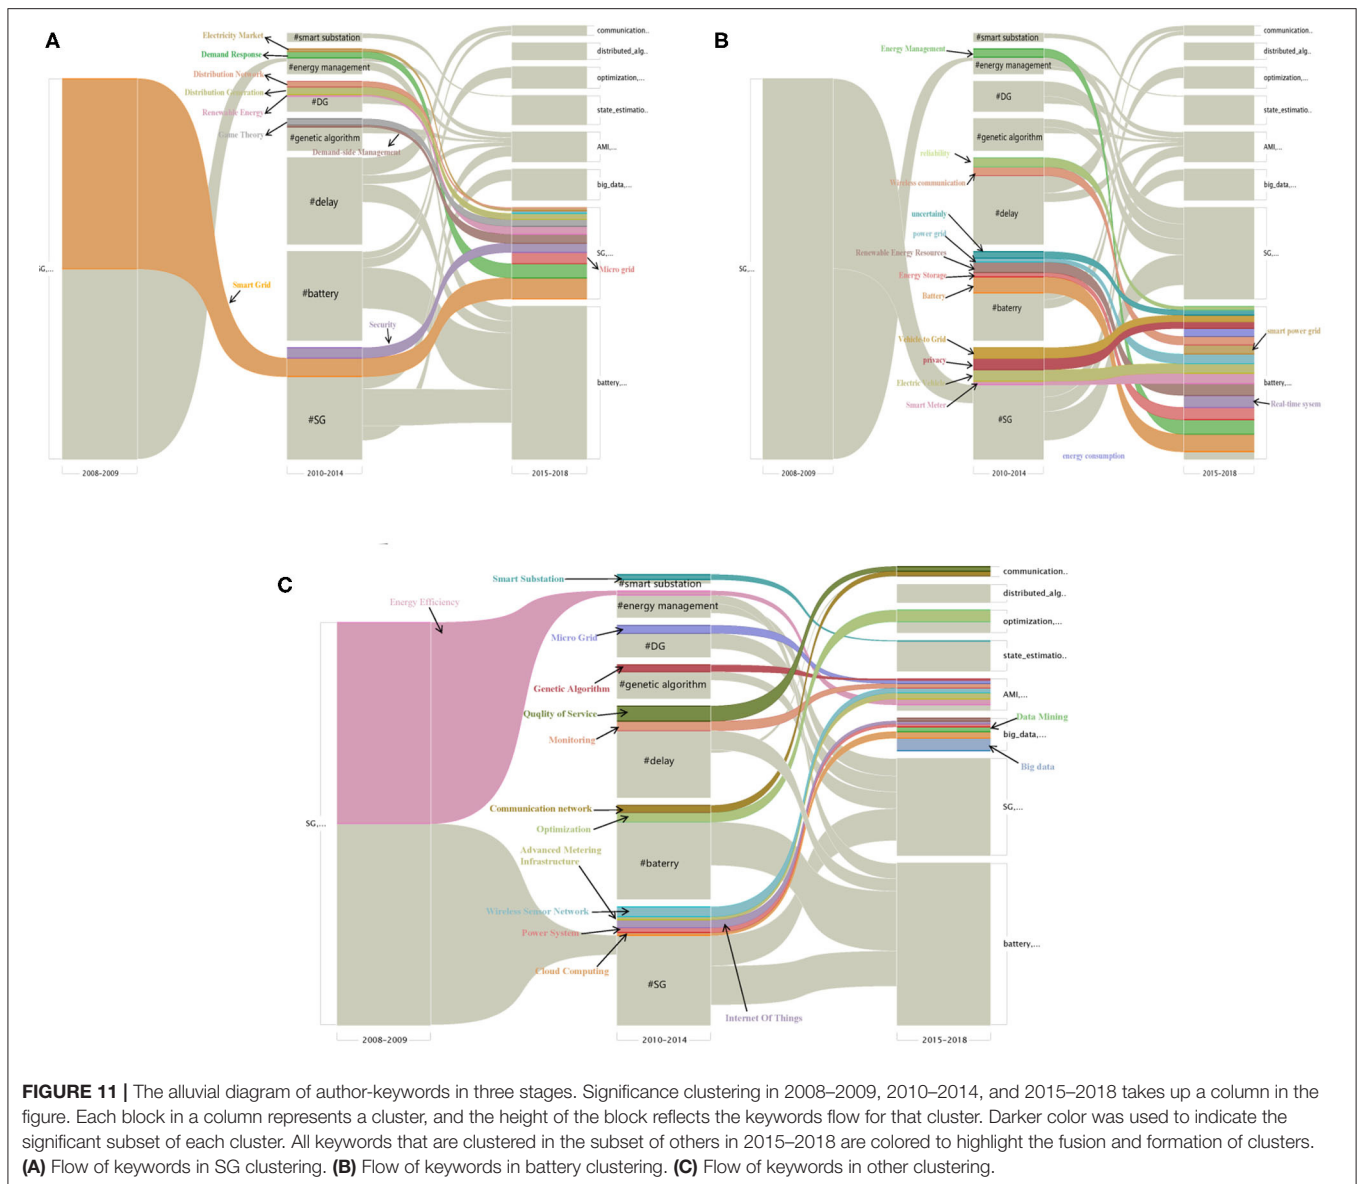 A
Electricity Market
Demand Response
Distribution Network
Distribution Generation
Renewable Energy
Game Theory
Demand-side Management
Smart Grid
Security
Micro grid
#smart substation
#energy management
#DG
#genetic algorithm
#delay
#battery
#SG
communication..
distributed_alg..
optimization,...
state_estimatio..
AMI,...
big_data,...
SG,...
battery,...
2008-2009
2010-2014
2015-2018
B
Energy Management
reliability
Wireless communication
uncertainly
power grid
Renewable Energy Resources
Energy Storage
Battery
Vehicle to Grid
privacy
Electric Vehicle
Smart Meter
energy consumption
smart power grid
Real-time sysem
SG,...
#smart substation
#energy management
#DG
#genetic algorithm
#delay
#baterry
#SG
communication..
distributed_alg..
optimization,...
state_estimatio..
AMI,...
big_data,...
SG,...
battery,...
2008-2009
2010-2014
2015-2018
C
Smart Substation
Energy Efficiency
Micro Grid
Genetic Algorithm
Quqlity of Service
Monitoring
Communication network
Optimization
Advanced Metering
Infrastructure
Wireless Sensor Network
Power System
Cloud Computing
Internet Of Things
Data Mining
Big data
SG,...
#smart substation
#energy management
#DG
#genetic algorithm
#delay
#baterry
#SG
communication..
distributed_alg..
optimization,...
state_estimatio..
AMI,...
big_data,...
SG,...
battery,...
2008-2009
2010-2014
2015-2018
FIGURE 11 | The alluvial diagram of author-keywords in three stages. Significance clustering in 2008–2009, 2010–2014, and 2015–2018 takes up a column in the
figure. Each block in a column represents a cluster, and the height of the block reflects the keywords flow for that cluster. Darker color was used to indicate the
significant subset of each cluster. All keywords that are clustered in the subset of others in 2015–2018 are colored to highlight the fusion and formation of clusters.
(A) Flow of keywords in SG clustering. (B) Flow of keywords in battery clustering. (C) Flow of keywords in other clustering.